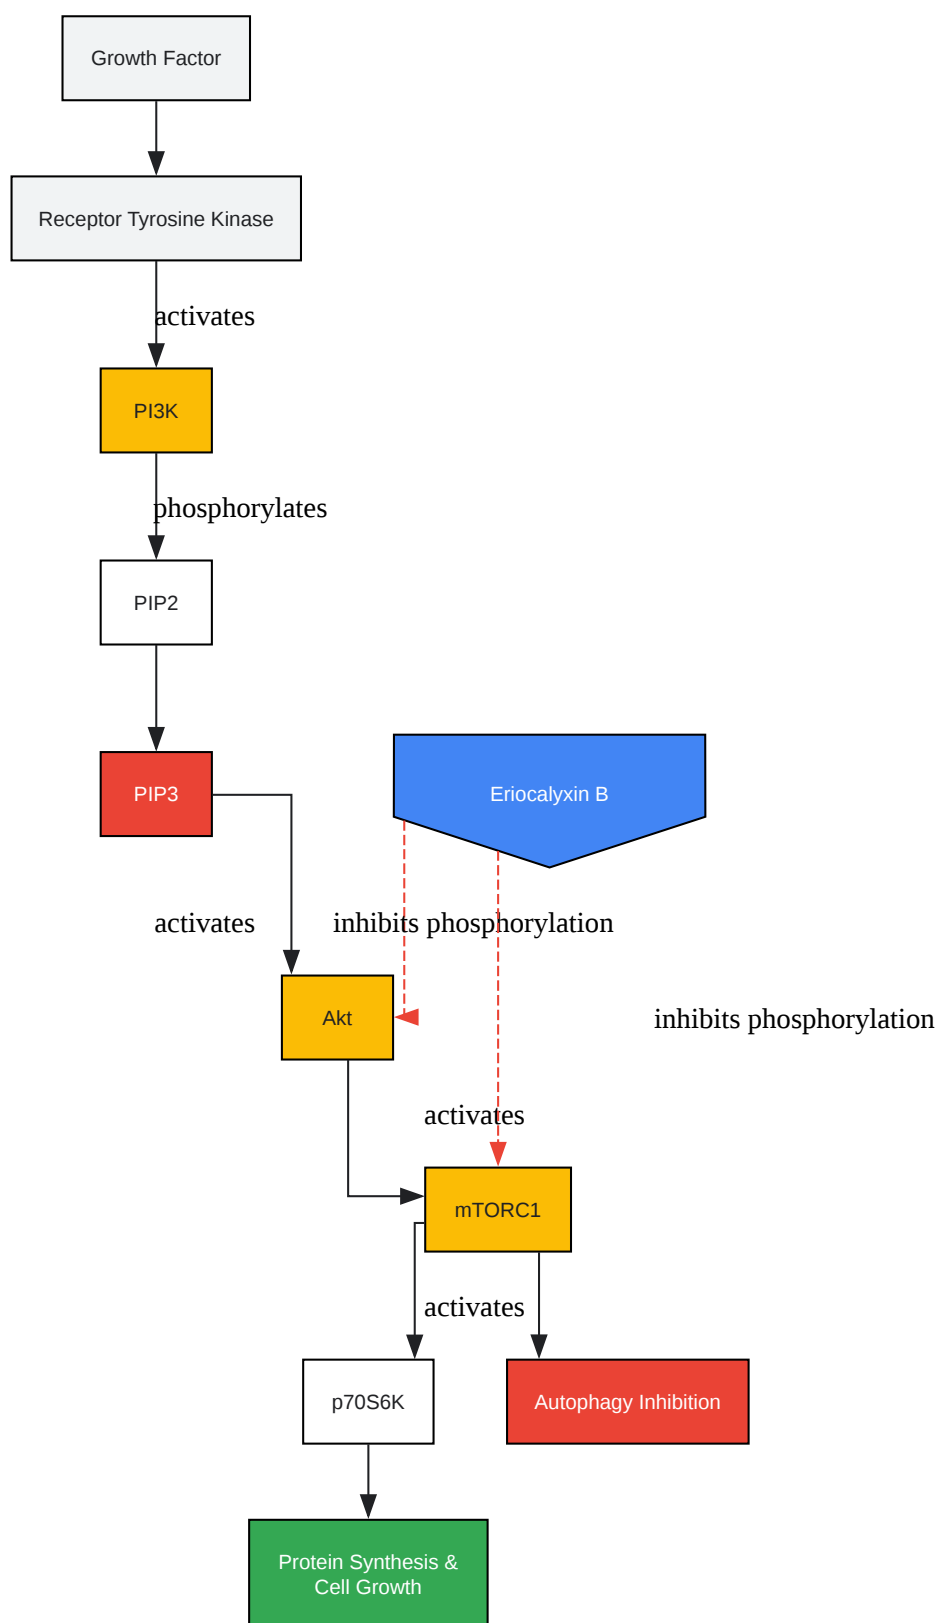 Growth Factor
Receptor Tyrosine Kinase
activates
PI3K
phosphorylates
PIP2
PIP3
Eriocalyxin B
activates
inhibits phosphorylation
Akt
inhibits phosphorylation
activates
mTORC1
activates
p70S6K
Autophagy Inhibition
Protein Synthesis &
Cell Growth